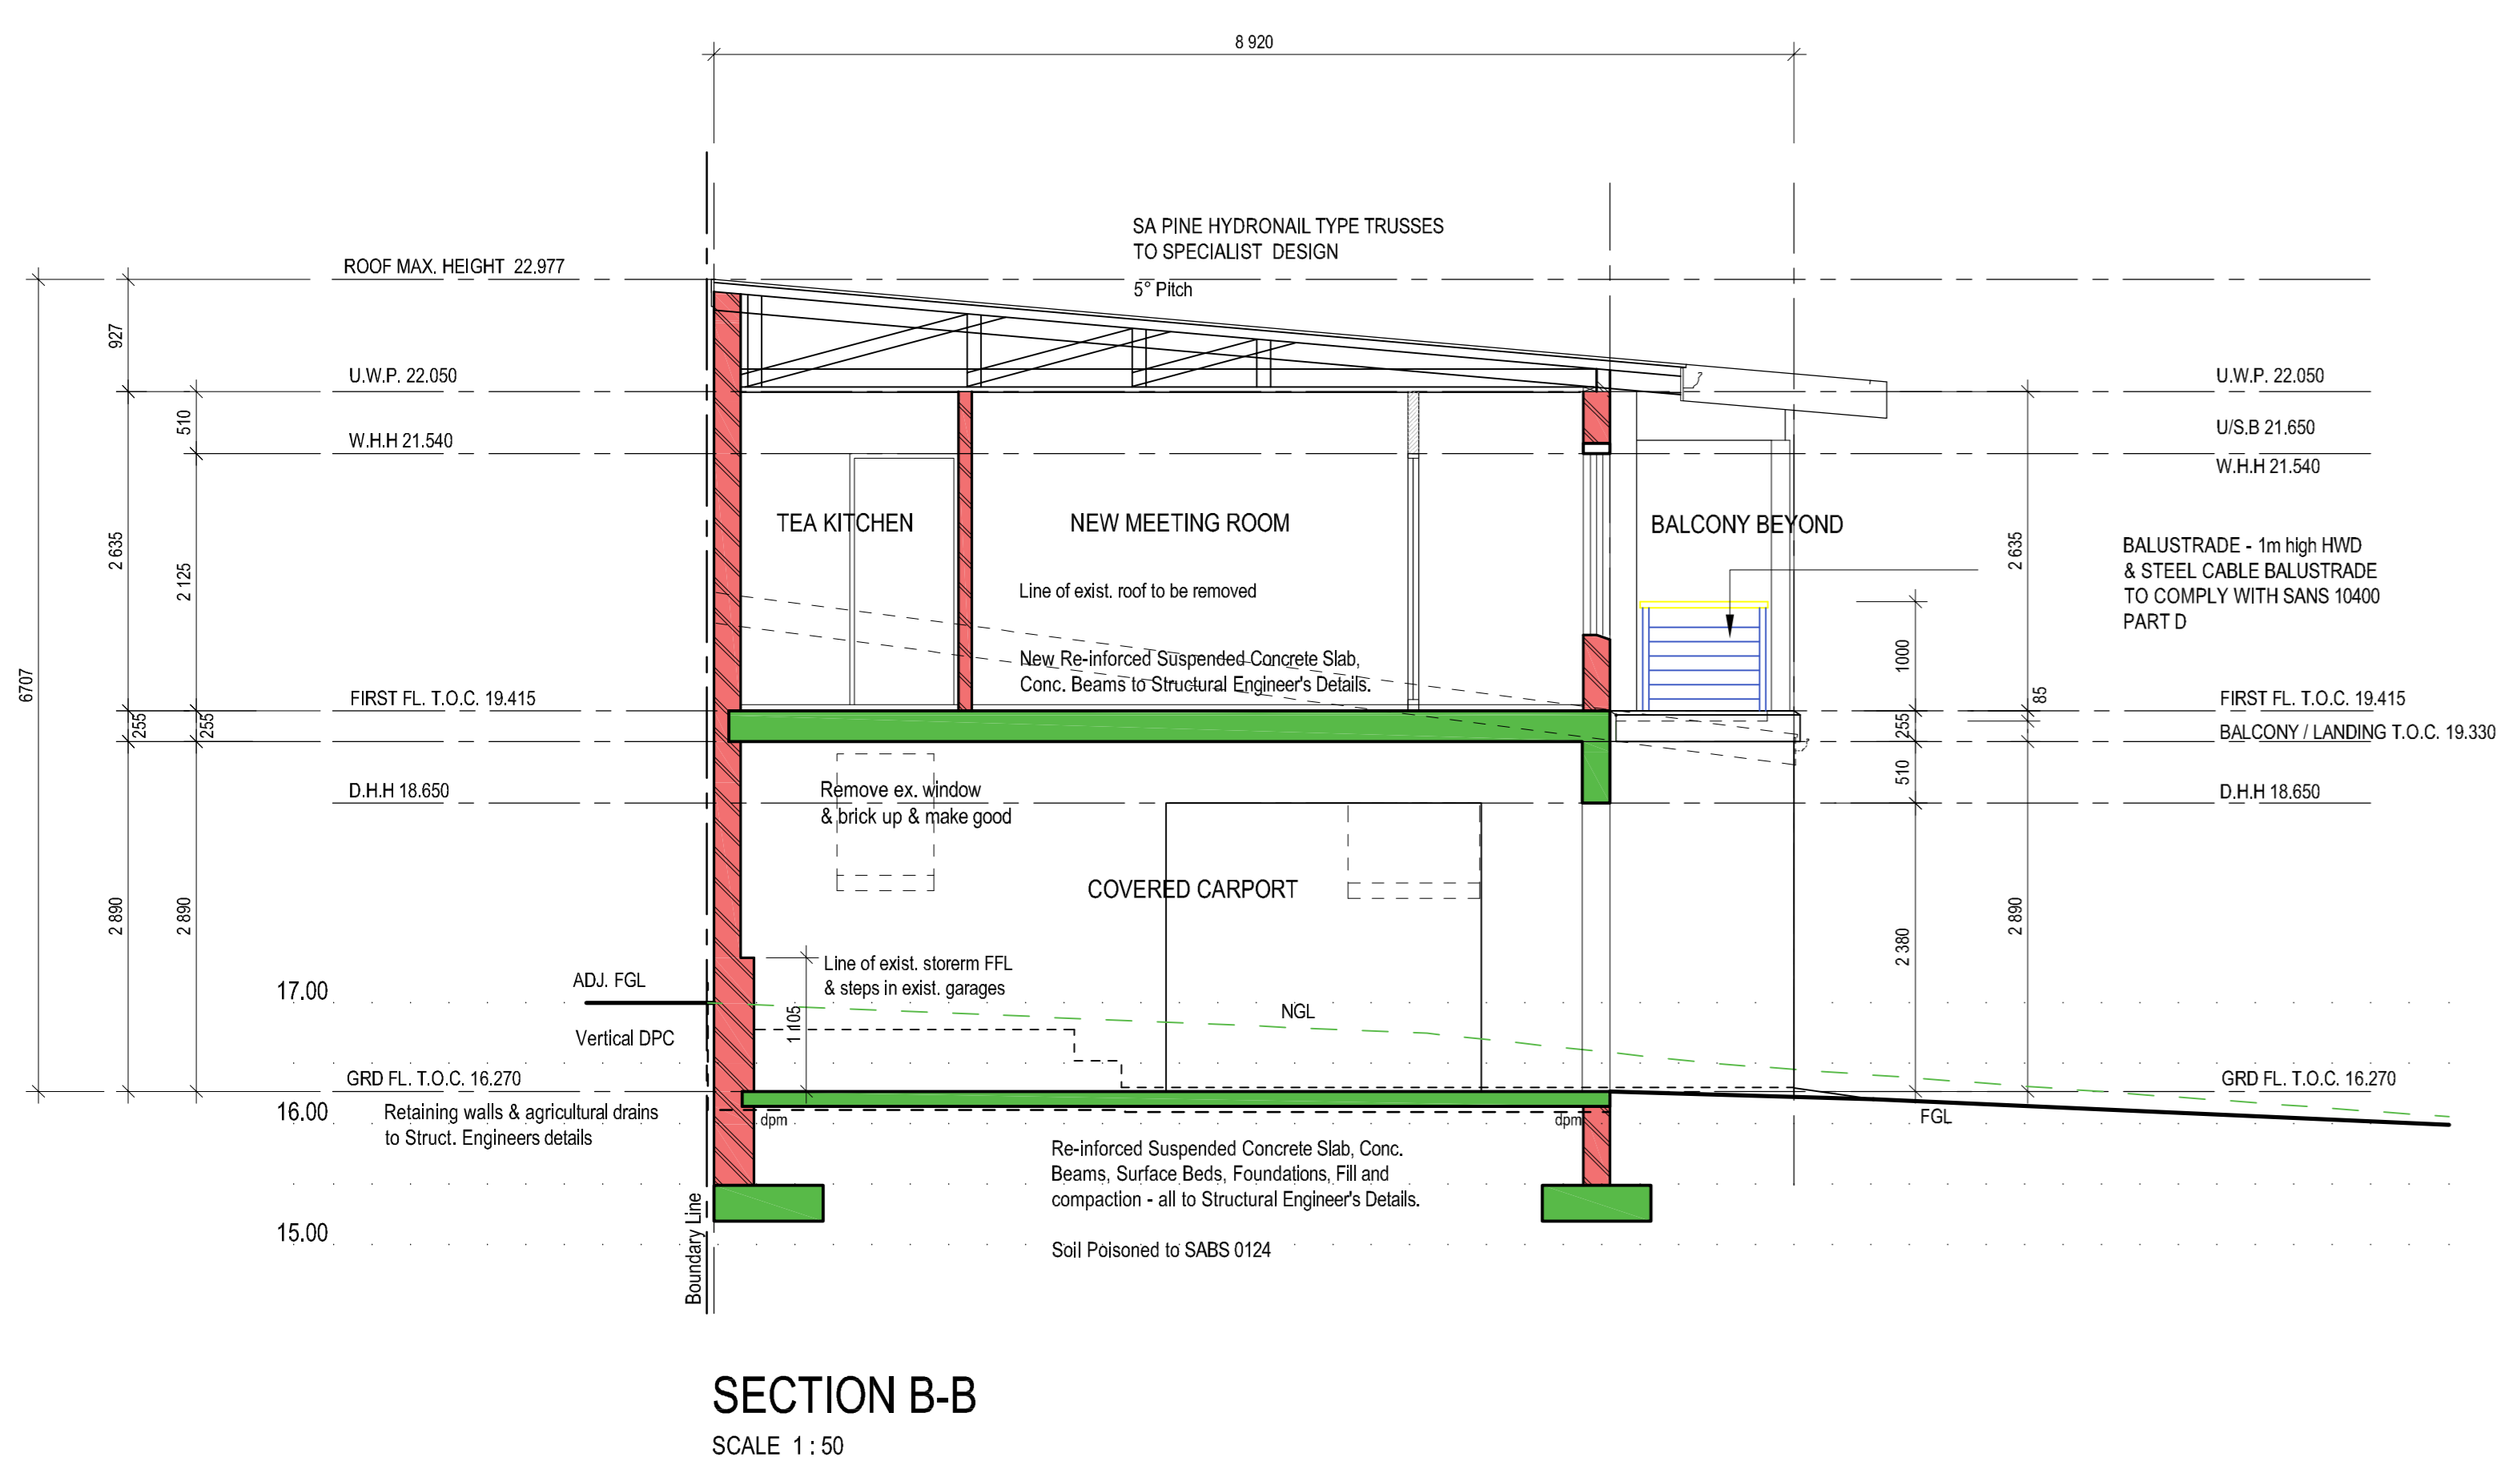 8 920
SA PINE HYDRONAIL TYPE TRUSSES
TO SPECIALIST DESIGN
5° Pitch
ROOF MAX. HEIGHT 22.977
927
U.W.P. 22.050
U.W.P. 22.050
510
W.H.H 21.540
U/S.B 21.650
W.H.H 21.540
TEA KITCHEN
NEW MEETING ROOM
BALCONY BEYOND
2 635
2 125
2 635
BALUSTRADE - 1m high HWD
& STEEL CABLE BALUSTRADE
TO COMPLY WITH SANS 10400
PART D
Line of exist. roof to be removed
New Re-inforced Suspended Concrete Slab,
Conc. Beams to Structural Engineer's Details.
1000
6707
85
FIRST FL. T.O.C. 19.415
FIRST FL. T.O.C. 19.415
255
255
255
BALCONY / LANDING T.O.C. 19.330
510
D.H.H 18.650
D.H.H 18.650
Remove ex. window
& brick up & make good
COVERED CARPORT
2 890
2 890
2 380
2 890
Line of exist. storerm FFL
& steps in exist. garages
1 105
17.00
ADJ. FGL
NGL
Vertical DPC
GRD FL. T.O.C. 16.270
GRD FL. T.O.C. 16.270
16.00
Retaining walls & agricultural drains
to Struct. Engineers details
dpm
dpm
FGL
Re-inforced Suspended Concrete Slab, Conc.
Beams, Surface Beds, Foundations, Fill and
compaction - all to Structural Engineer's Details.
15.00
Boundary Line
Soil Poisoned to SABS 0124
SECTION B-B
SCALE 1 : 50